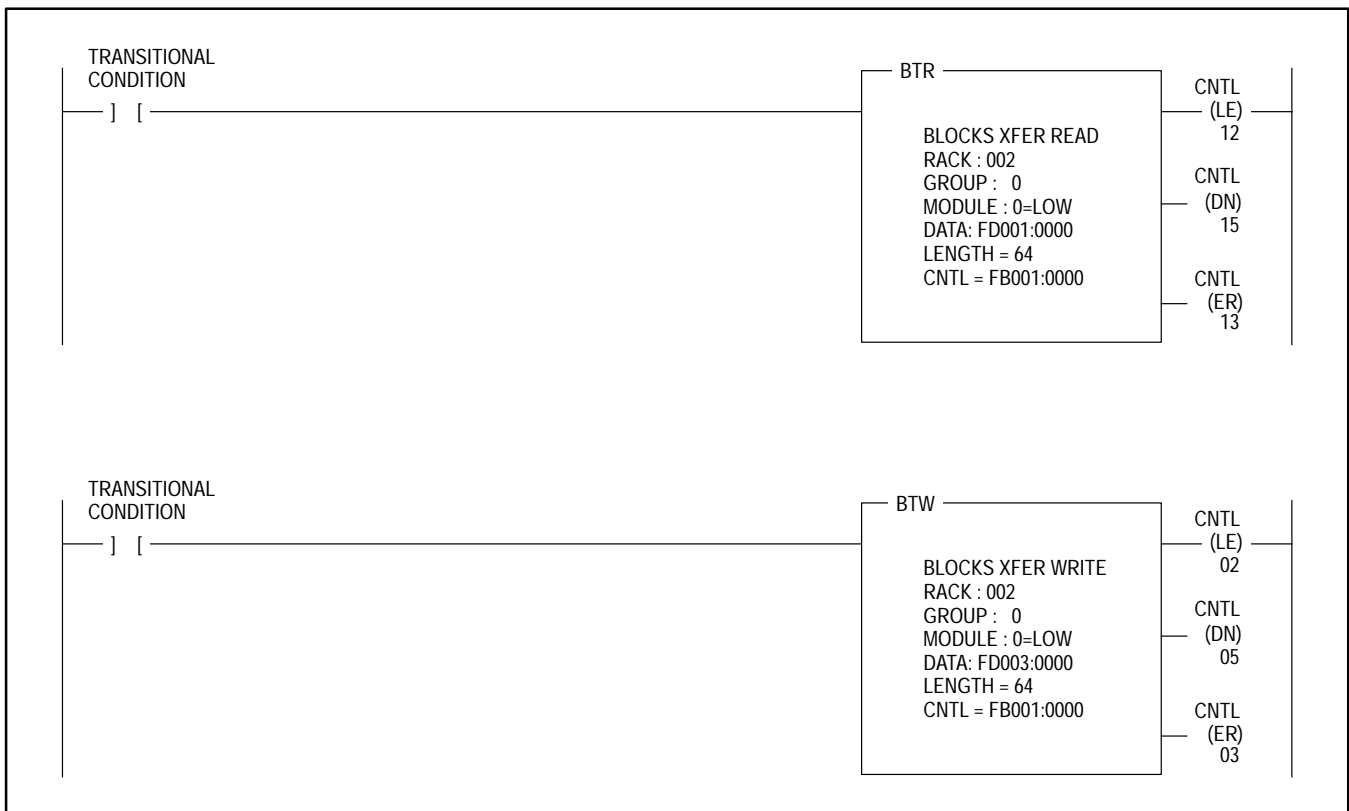 TRANSITIONAL
CONDITION
] [
BTR
BLOCKS XFER READ
RACK : 002
GROUP : 0
MODULE : 0=LOW
DATA: FD001:0000
LENGTH = 64
CNTL = FB001:0000
CNTL
(LE)
12
CNTL
(DN)
15
CNTL
(ER)
13
TRANSITIONAL
CONDITION
] [
BTW
BLOCKS XFER WRITE
RACK : 002
GROUP : 0
MODULE : 0=LOW
DATA: FD003:0000
LENGTH = 64
CNTL = FB001:0000
CNTL
(LE)
02
CNTL
(DN)
05
CNTL
(ER)
03